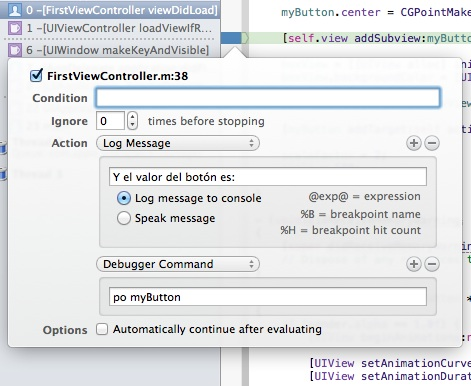 0 -[FirstViewController viewDidLoad]
1 -[UIViewController loadViewIfR
6 -[UIWindow makeKeyAndVisible]
myButton.center = CGPointMake
[self.view addSubview:myButto
FirstViewController.m:38
Condition
Ignore 0 times before stopping
Action Log Message
Y el valor del botón es:
Log message to console
Speak message
@exp@ = expression
%B = breakpoint name
%H = breakpoint hit count
Debugger Command
po myButton
Options Automatically continue after evaluating
[UIView setAnimationCurve
[UIView setAnimationDurat